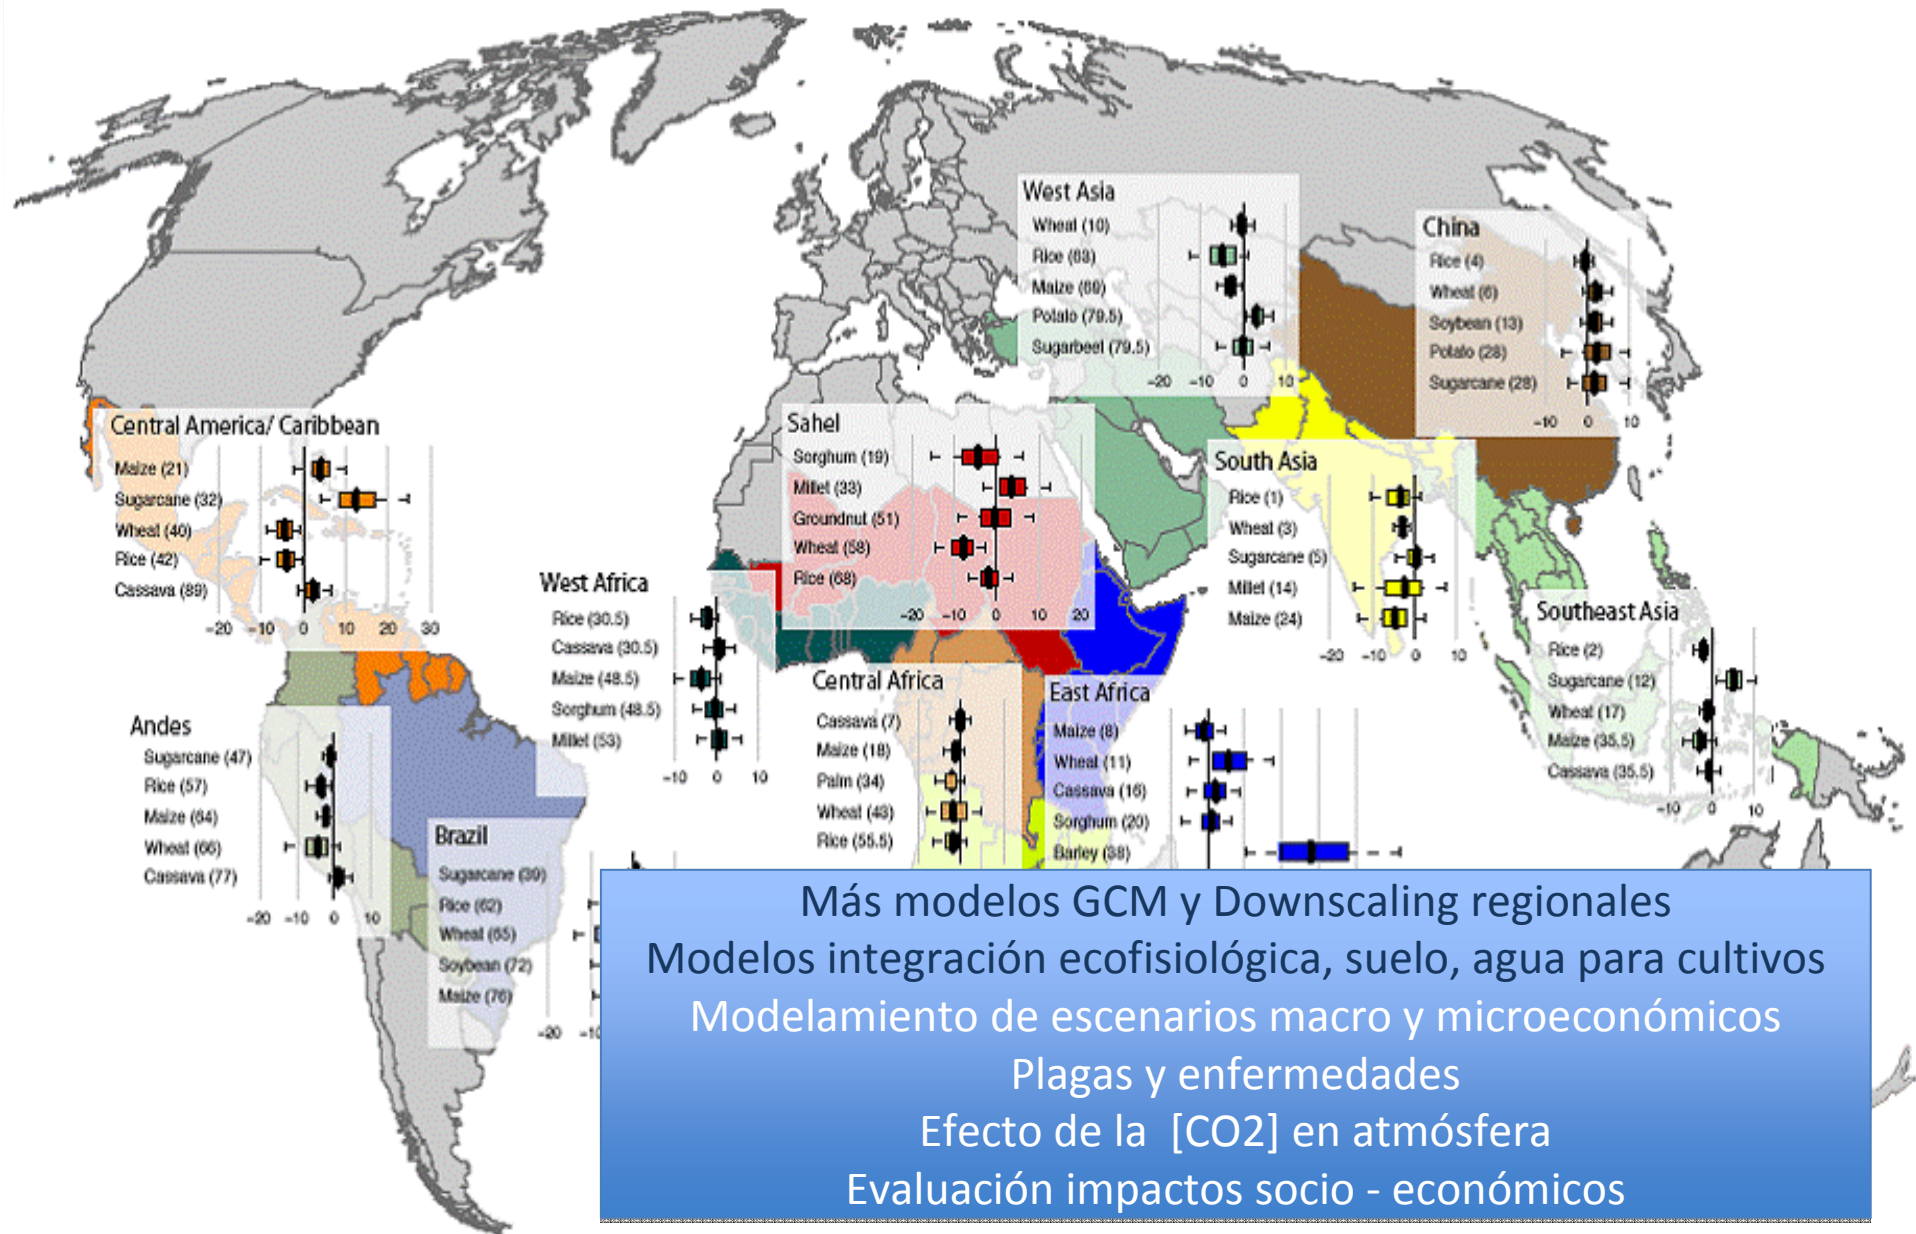 West Asia
Wheat (10)
Rice (63)
Maize (69)
Potato (79.5)
Sugarbeet (79.5)
-20 -10 0 10
China
Rice (4)
Wheat (6)
Soybean (13)
Potato (28)
Sugarcane (28)
-10 0 10
Central America/ Caribbean
Maize (21)
Sugarcane (32)
Wheat (40)
Rice (42)
Cassava (89)
-20 -10 0 10 20 30
Sahel
Sorghum (19)
Millet (33)
Groundnut (51)
Wheat (58)
Rice (68)
-20 -10 0 10 20
South Asia
Rice (1)
Wheat (3)
Sugarcane (5)
Millet (14)
Maize (24)
-20 -10 0 10
West Africa
Rice (30.5)
Cassava (30.5)
Maize (48.5)
Sorghum (48.5)
Millet (53)
-10 0 10
Southeast Asia
Rice (2)
Sugarcane (12)
Wheat (17)
Maize (35.5)
Cassava (35.5)
-10 0 10
Central Africa
Cassava (7)
Maize (18)
Palm (34)
Wheat (43)
Rice (55.5)
East Africa
Maize (8)
Wheat (11)
Cassava (16)
Sorghum (20)
Barley (38)
Andes
Sugarcane (47)
Rice (57)
Maize (64)
Wheat (66)
Cassava (77)
-20 -10 0 10
Brazil
Sugarcane (39)
Rice (62)
Wheat (65)
Soybean (72)
Maize (76)
-20
Más modelos GCM y Downscaling regionales
Modelos integración ecofisiológica, suelo, agua para cultivos
Modelamiento de escenarios macro y microeconómicos
Plagas y enfermedades
Efecto de la [CO2] en atmósfera
Evaluación impactos socio - económicos